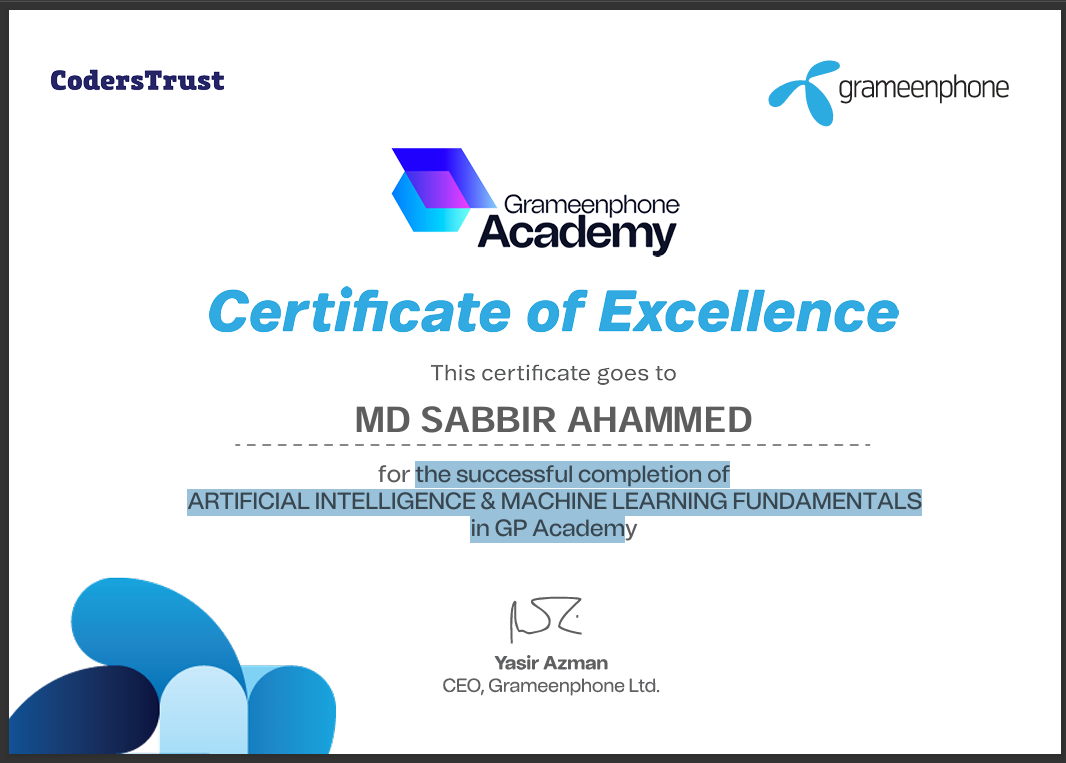 CodersTrust
grameenphone
Grameenphone
Academy
Certificate of Excellence
This certificate goes to
MD SABBIR AHAMMED
for the successful completion of
ARTIFICIAL INTELLIGENCE & MACHINE LEARNING FUNDAMENTALS
in GP Academy
Yasir Azman
CEO, Grameenphone Ltd.